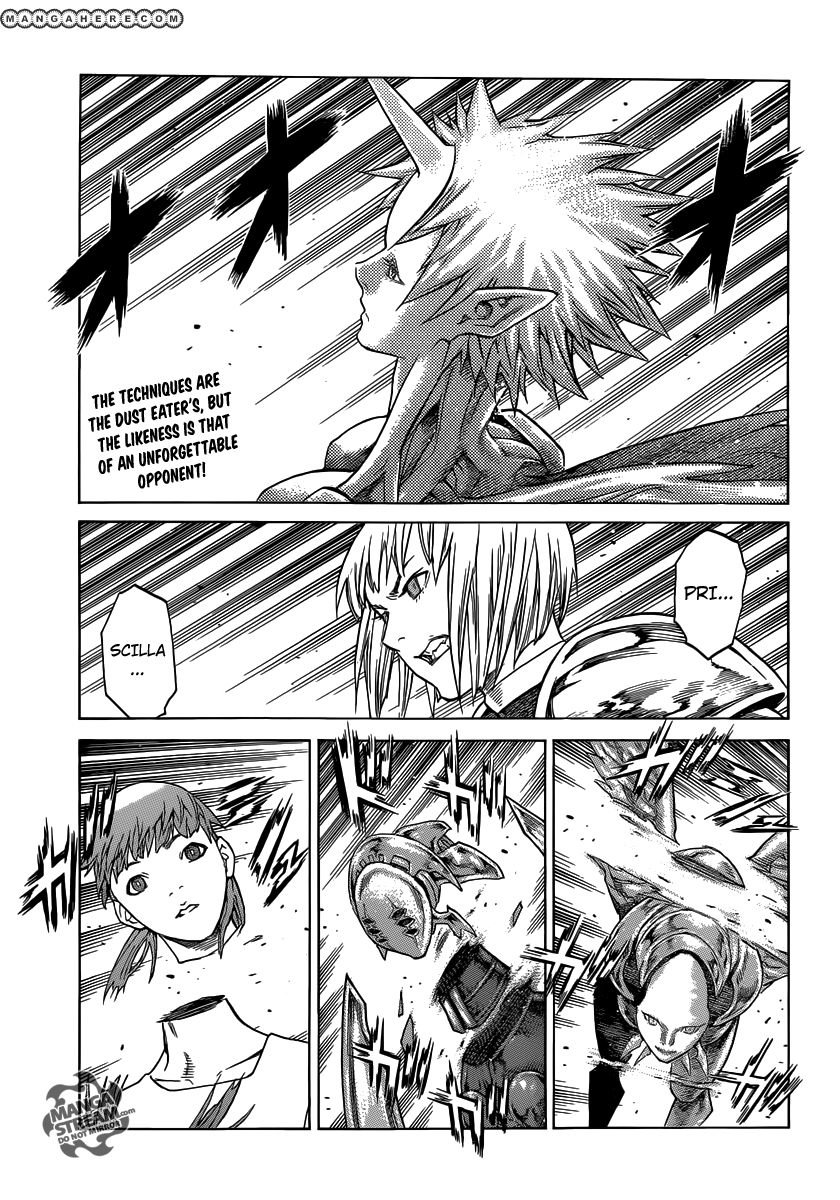 MANGAHERE.COM
THE TECHNIQUES ARE
THE DUST EATER'S, BUT
THE LIKENESS IS THAT
OF AN UNFORGETTABLE
OPPONENT!
PRI...
SCILLA
...
MANGA
STREAM.com
DO NOT MIRROR